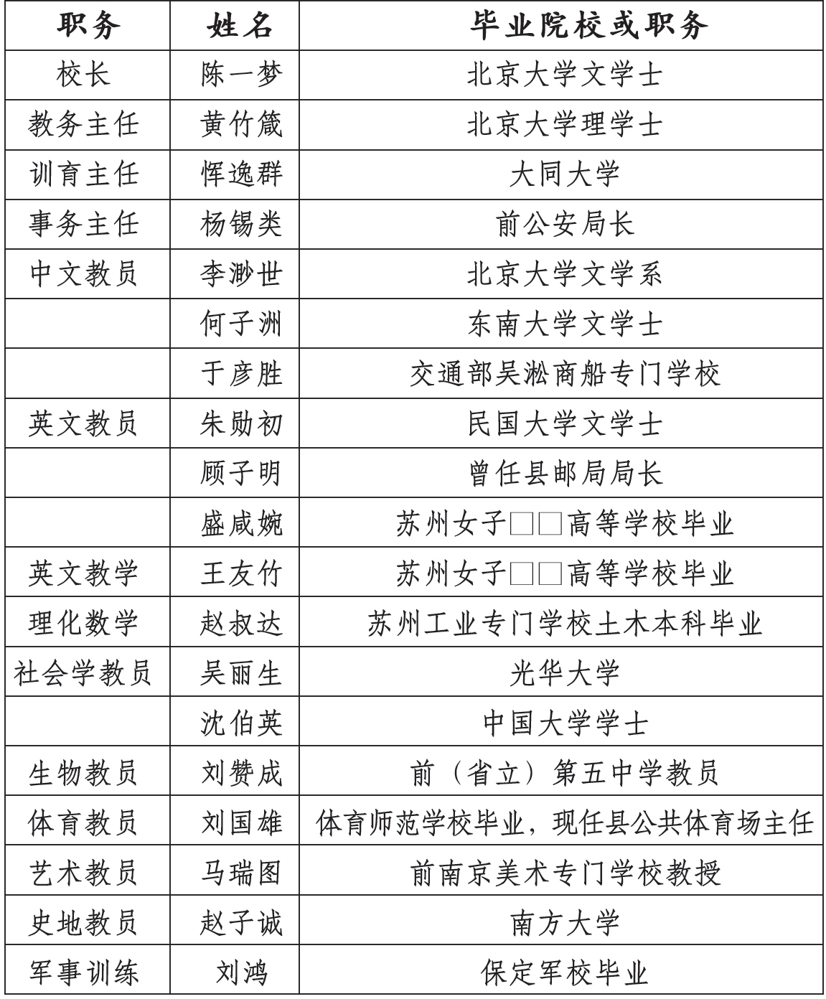 职务 姓名 毕业院校或职务
校长 陈一梦 北京大学文学士
教务主任 黄竹箴 北京大学理学士
训育主任 恽逸群 大同大学
事务主任 杨锡类 前公安局长
中文教员 李渺世 北京大学文学系
何子洲 东南大学文学士
于彦胜 交通部吴淞商船专门学校
英文教员 朱勋初 民国大学文学士
顾子明 曾任县邮局局长
盛咸婉 苏州女子□□高等学校毕业
英文教学 王友竹 苏州女子□□高等学校毕业
理化数学 赵叔达 苏州工业专门学校土木本科毕业
社会学教员 吴丽生 光华大学
沈伯英 中国大学学士
生物教员 刘赞成 前（省立）第五中学教员
体育教员 刘国雄 体育师范学校毕业，现任县公共体育场主任
艺术教员 马瑞图 前南京美术专门学校教授
史地教员 赵子诚 南方大学
军事训练 刘鸿 保定军校毕业